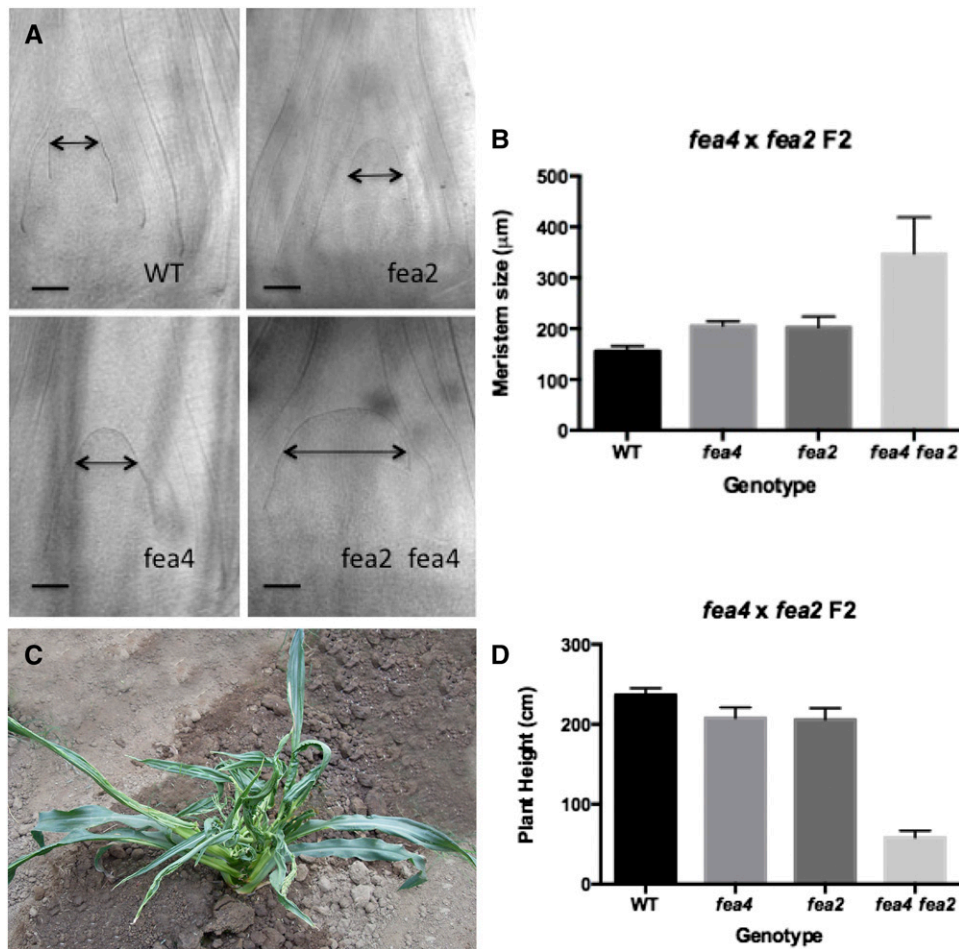 A
WT
fea2
fea4
fea2 fea4
B
fea4 x fea2 F2
Meristem size (μm)
500
400
300
200
100
0
WT fea4 fea2 fea4 fea2
Genotype
C
D
fea4 x fea2 F2
Plant Height (cm)
300
200
100
0
WT fea4 fea2 fea4 fea2
Genotype